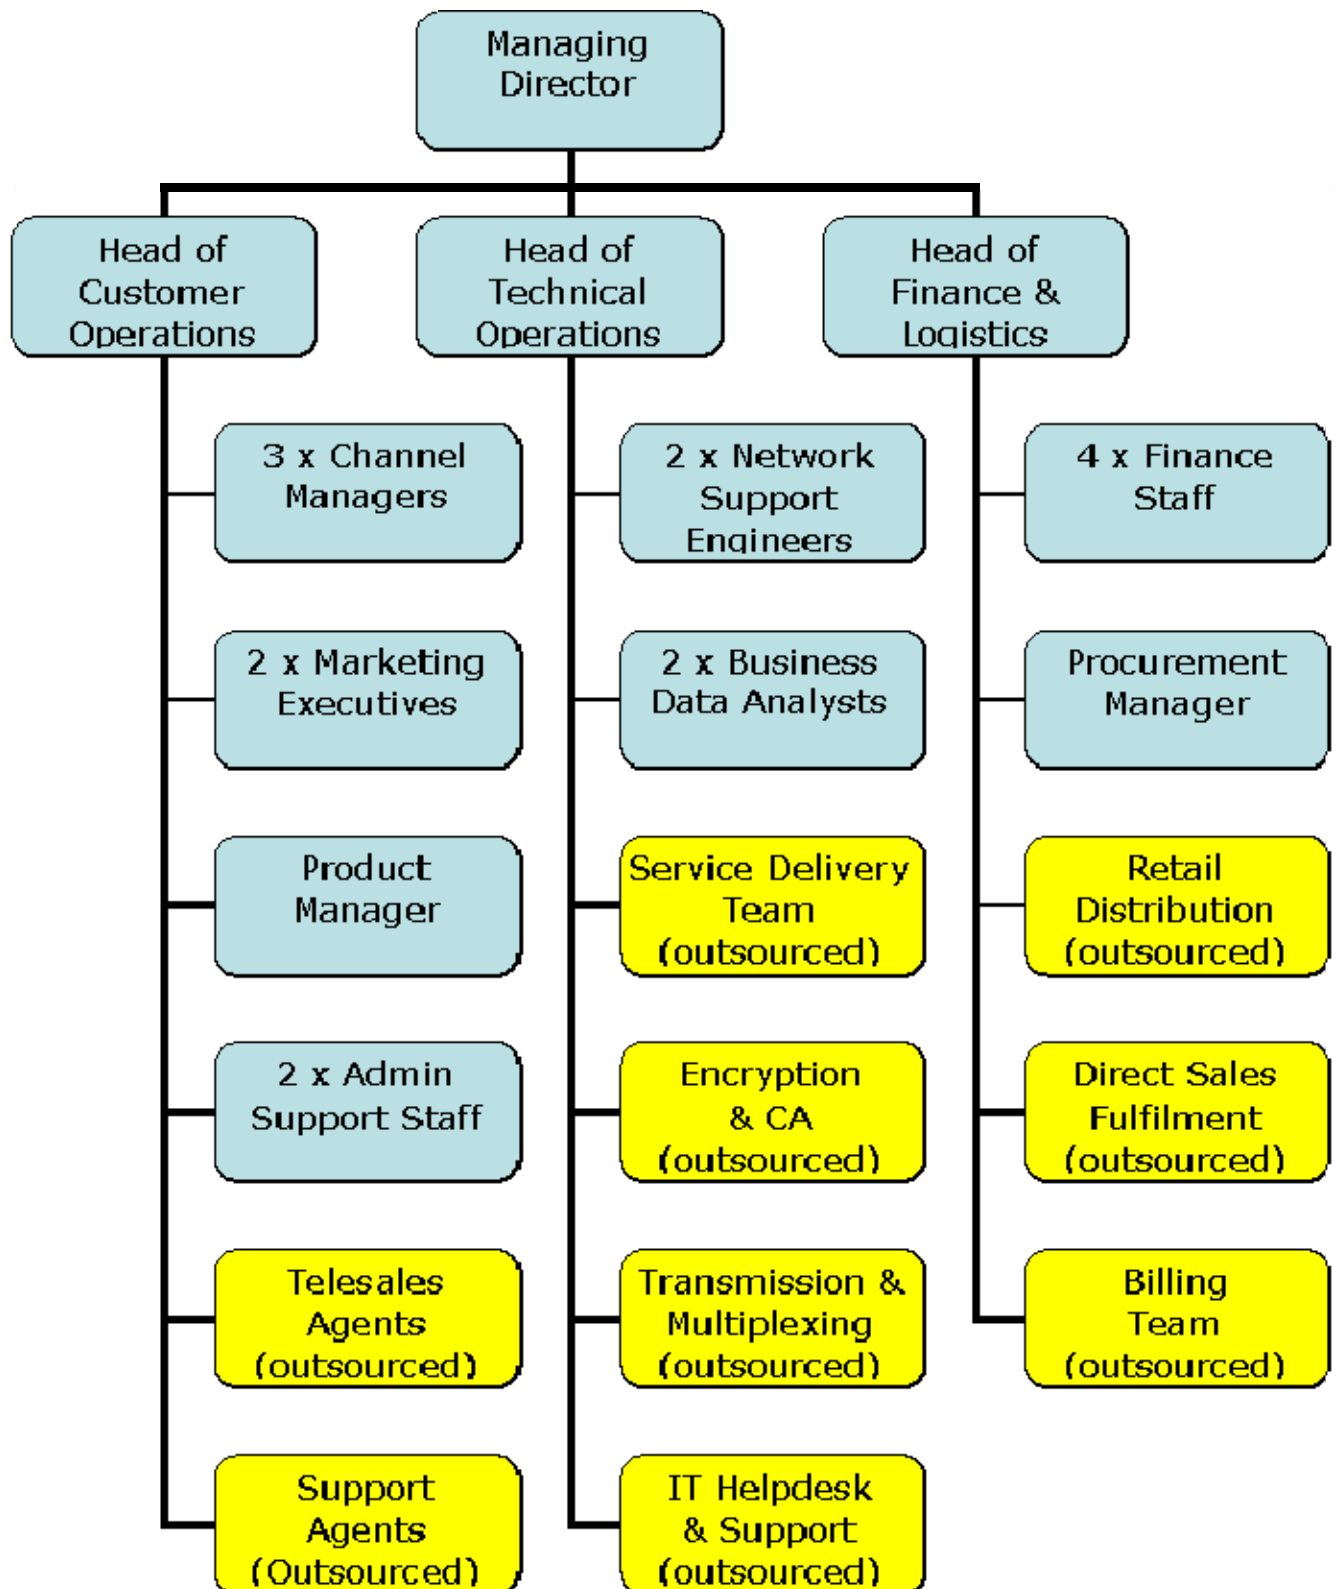 Managing
Director
Head of
Customer
Operations
Head of
Technical
Operations
Head of
Finance &
Logistics
3 x Channel
Managers
2 x Marketing
Executives
Product
Manager
2 x Admin
Support Staff
Telesales
Agents
(outsourced)
Support
Agents
(Outsourced)
2 x Network
Support
Engineers
2 x Business
Data Analysts
Service Delivery
Team
(outsourced)
Encryption
& CA
(outsourced)
Transmission &
Multiplexing
(outsourced)
IT Helpdesk
& Support
(outsourced)
4 x Finance
Staff
Procurement
Manager
Retail
Distribution
(outsourced)
Direct Sales
Fulfilment
(outsourced)
Billing
Team
(outsourced)